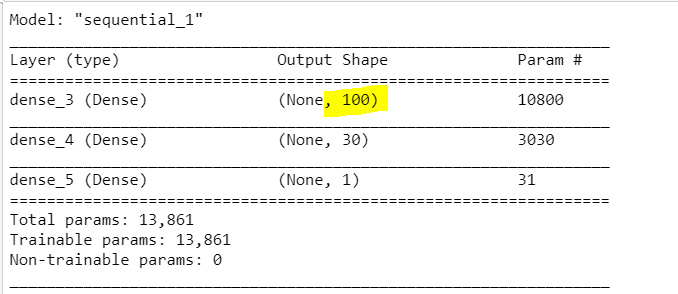 Model: "sequential_1"
Layer (type) Output Shape Param #
dense_3 (Dense) (None, 100) 10800
dense_4 (Dense) (None, 30) 3030
dense_5 (Dense) (None, 1) 31
Total params: 13,861
Trainable params: 13,861
Non-trainable params: 0